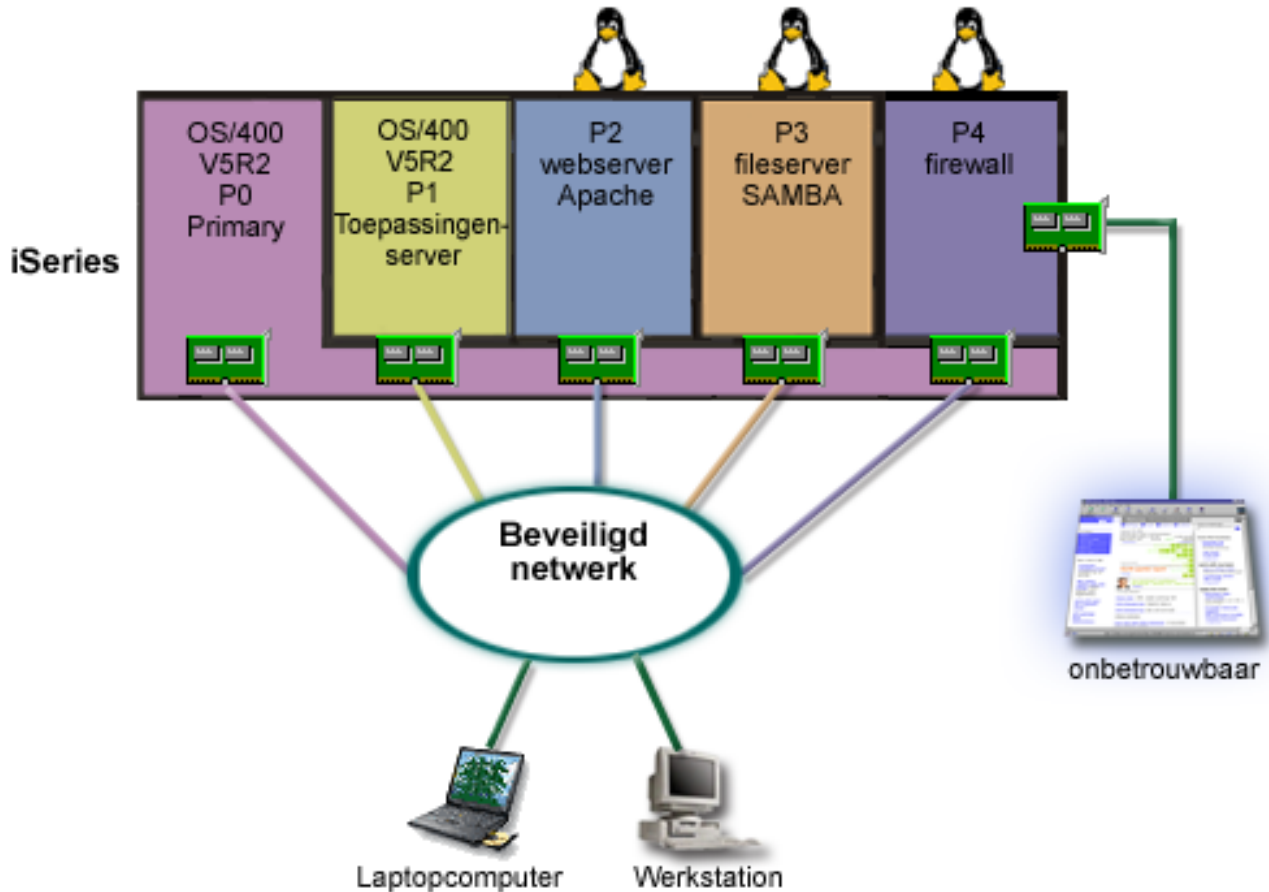 OS/400
V5R2
P0
Primary
OS/400
V5R2
P1
Toepassingen-
server
P2
webserver
Apache
P3
fileserver
SAMBA
P4
firewall
iSeries
Beveiligd
netwerk
onbetrouwbaar
Laptopcomputer
Werkstation